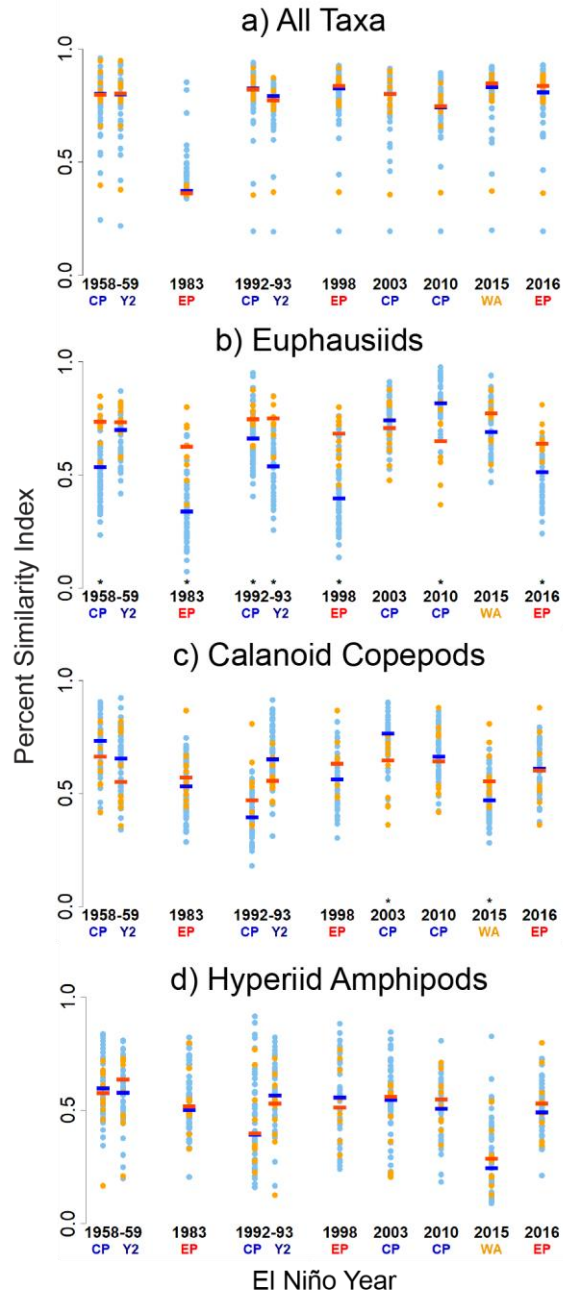 a) All Taxa
1.0
0.5
0.0
1958-59 1983 1992-93 1998 2003 2010 2015 2016
CP Y2 EP CP Y2 EP CP CP WA EP
b) Euphausiids
1.0
0.5
0.0
* * * * * * *
1958-59 1983 1992-93 1998 2003 2010 2015 2016
CP Y2 EP CP Y2 EP CP CP WA EP
Percent Similarity Index
c) Calanoid Copepods
1.0
0.5
0.0
* *
1958-59 1983 1992-93 1998 2003 2010 2015 2016
CP Y2 EP CP Y2 EP CP CP WA EP
d) Hyperiid Amphipods
1.0
0.5
0.0
1958-59 1983 1992-93 1998 2003 2010 2015 2016
CP Y2 EP CP Y2 EP CP CP WA EP
El Niño Year